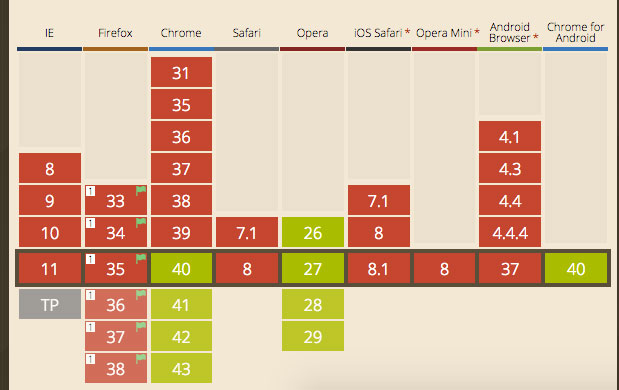 IE Firefox Chrome Safari Opera iOS Safari * Opera Mini * Android Browser * Chrome for Android
31
35
36 4.1
8 37 4.3
9 1 33 38 7.1 4.4
10 1 34 39 7.1 26 8 4.4.4
11 1 35 40 8 27 8.1 8 37 40
TP 1 36 41 28
1 37 42 29
1 38 43